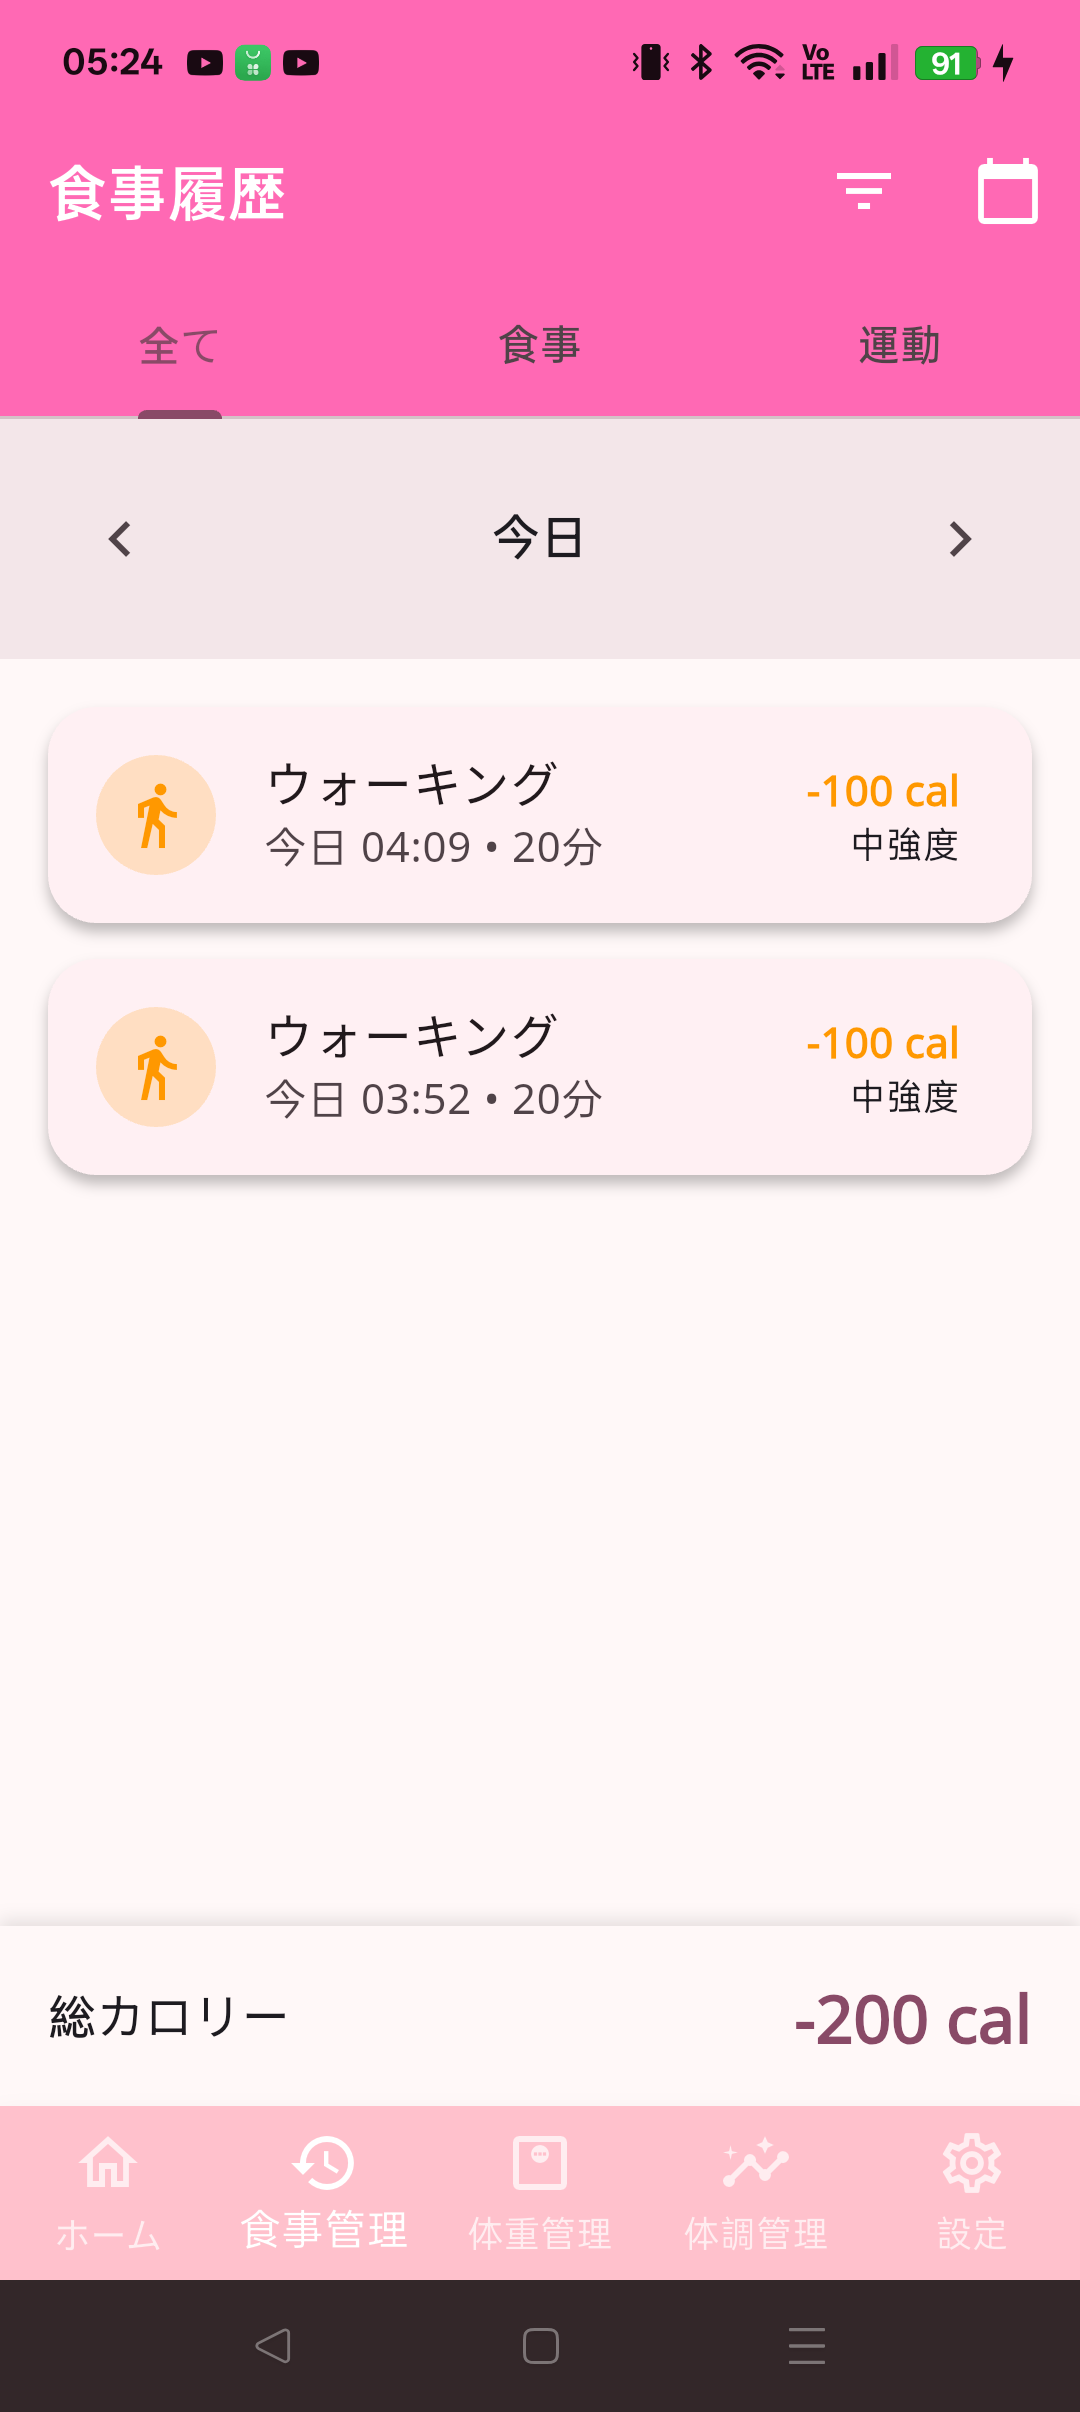 05:24
Vo
LTE
91
食事履歴
全て
食事
運動
今日
ウォーキング
-100 cal
今日 04:09 • 20分
中強度
ウォーキング
-100 cal
今日 03:52 • 20分
中強度
総カロリー
-200 cal
ホーム
食事管理
体重管理
体調管理
設定